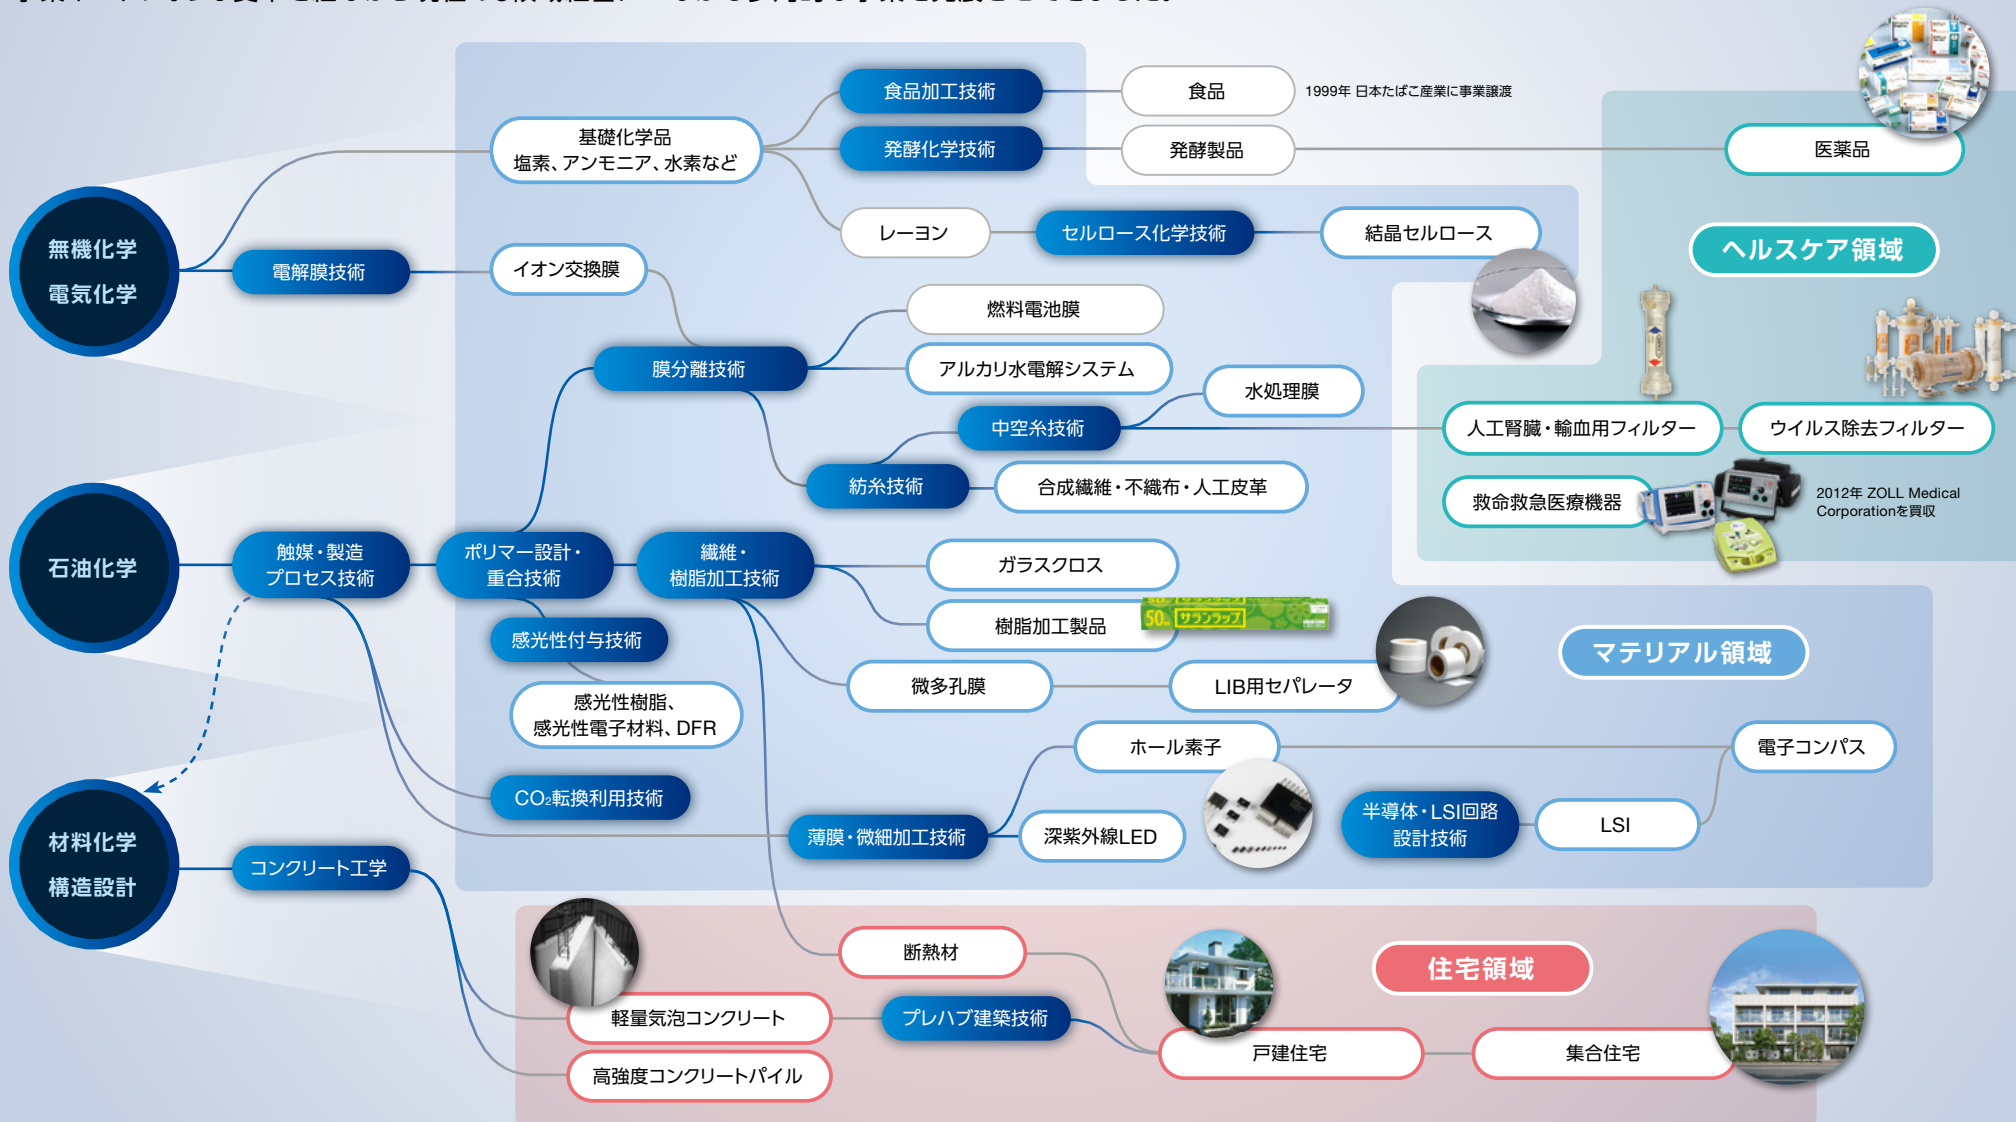 食品加工技術
食品
1999年 日本たばこ産業に事業譲渡
基礎化学品
塩素、アンモニア、水素など
発酵化学技術
発酵製品
医薬品
レーヨン
セルロース化学技術
結晶セルロース
ヘルスケア領域
無機化学
電気化学
電解膜技術
イオン交換膜
燃料電池膜
膜分離技術
アルカリ水電解システム
水処理膜
中空糸技術
人工腎臓・輸血用フィルター
ウイルス除去フィルター
紡糸技術
合成繊維・不織布・人工皮革
救命救急医療機器
2012年 ZOLL Medical
Corporationを買収
石油化学
触媒・製造
プロセス技術
ポリマー設計・
重合技術
繊維・
樹脂加工技術
ガラスクロス
樹脂加工製品
50m サランラップ
感光性付与技術
マテリアル領域
感光性樹脂、
感光性電子材料、DFR
微多孔膜
LIB用セパレータ
ホール素子
電子コンパス
CO₂転換利用技術
薄膜・微細加工技術
深紫外線LED
半導体・LSI回路
設計技術
LSI
材料化学
構造設計
コンクリート工学
断熱材
住宅領域
軽量気泡コンクリート
プレハブ建築技術
戸建住宅
集合住宅
高強度コンクリートパイル